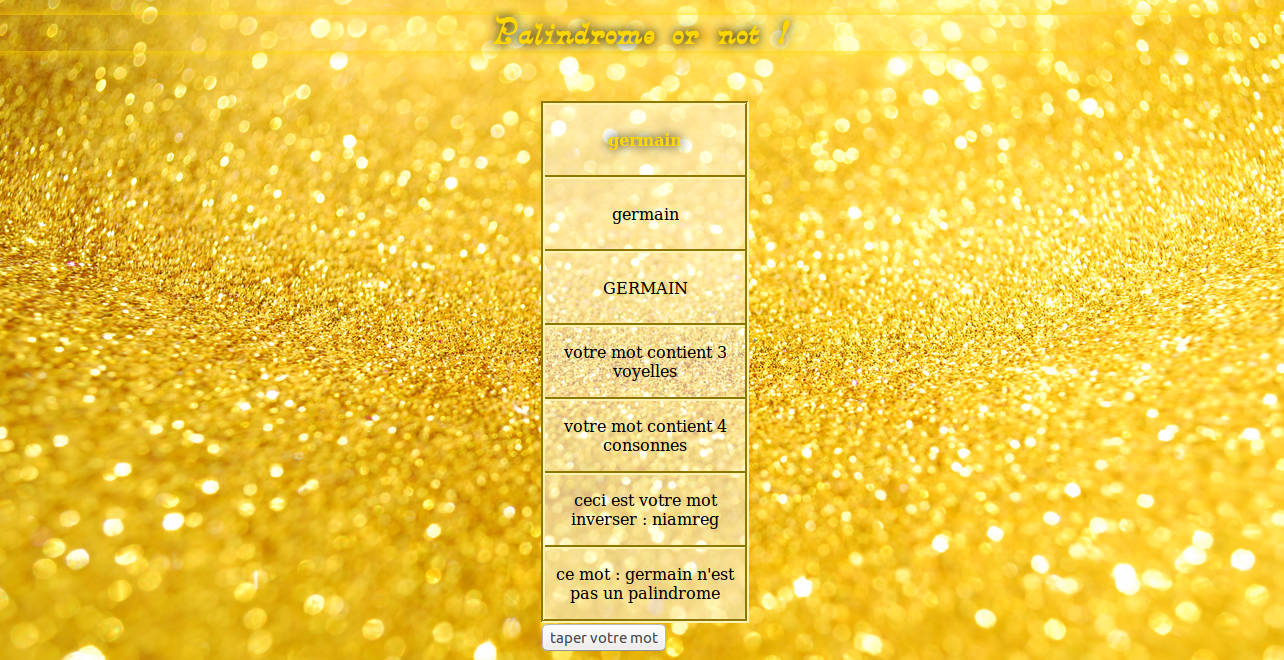 Palindrome or not !
germain
germain
GERMAIN
votre mot contient 3
voyelles
votre mot contient 4
consonnes
ceci est votre mot
inverser : niamreg
ce mot : germain n'est
pas un palindrome
taper votre mot